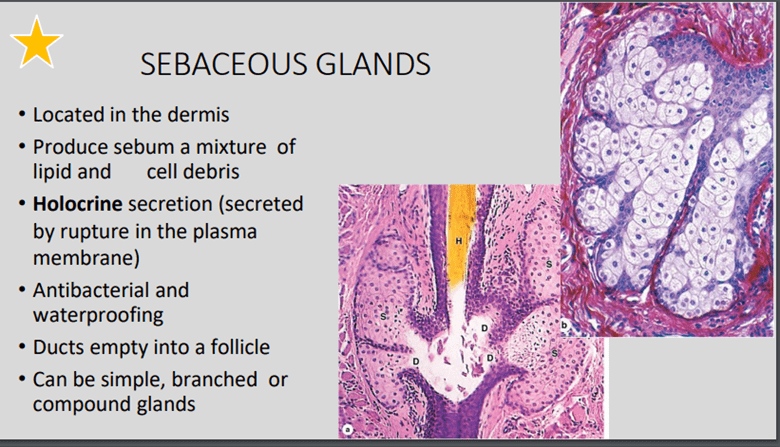 SEBACEOUS GLANDS
• Located in the dermis
• Produce sebum a mixture of
lipid and cell debris
• Holocrine secretion (secreted
by rupture in the plasma
membrane)
• Antibacterial and
waterproofing
• Ducts empty into a follicle
• Can be simple, branched or
compound glands
H
S
S
D
b
D
D
S
a